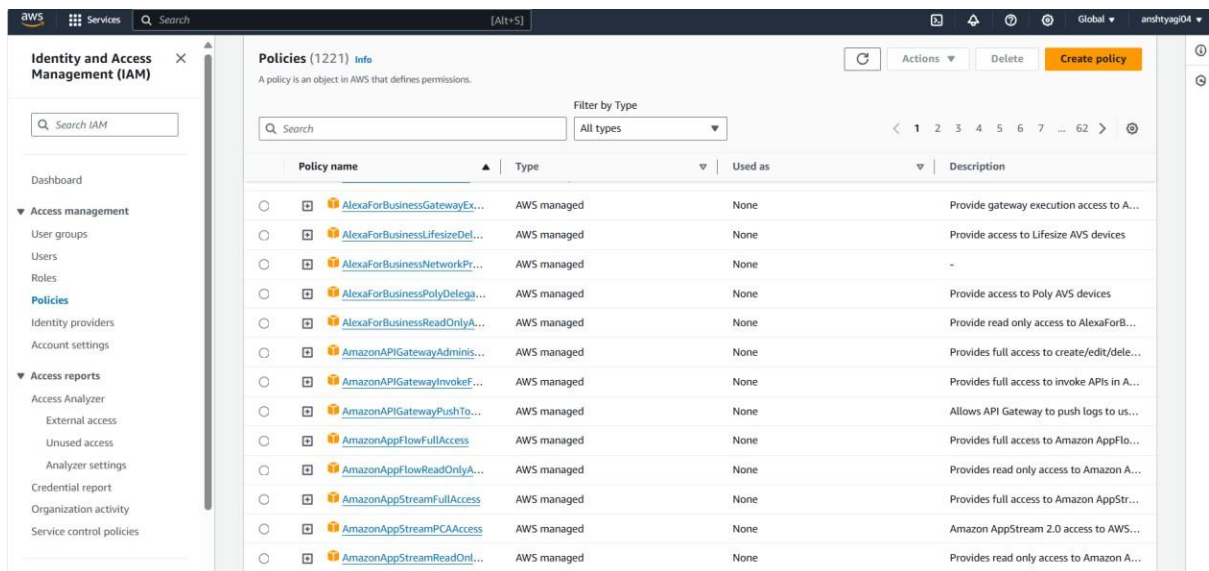 aws Services Search [Alt+S] Global anshtyagi04
Identity and Access Management (IAM)
Search IAM
Dashboard
Access management
User groups
Users
Roles
Policies
Identity providers
Account settings
Access reports
Access Analyzer
External access
Unused access
Analyzer settings
Credential report
Organization activity
Service control policies
Policies (1221) Info
A policy is an object in AWS that defines permissions.
Actions Delete Create policy
Filter by Type
Search All types 1 2 3 4 5 6 7 ... 62
Policy name Type Used as Description
AlexaForBusinessGatewayEx... AWS managed None Provide gateway execution access to A...
AlexaForBusinessLifesizeDel... AWS managed None Provide access to Lifesize AVS devices
AlexaForBusinessNetworkPr... AWS managed None -
AlexaForBusinessPolyDelega... AWS managed None Provide access to Poly AVS devices
AlexaForBusinessReadOnlyA... AWS managed None Provide read only access to AlexaForB...
AmazonAPIGatewayAdminis... AWS managed None Provides full access to create/edit/dele...
AmazonAPIGatewayInvokeF... AWS managed None Provides full access to invoke APIs in A...
AmazonAPIGatewayPushTo... AWS managed None Allows API Gateway to push logs to us...
AmazonAppFlowFullAccess AWS managed None Provides full access to Amazon AppFlo...
AmazonAppFlowReadOnlyA... AWS managed None Provides read only access to Amazon A...
AmazonAppStreamFullAccess AWS managed None Provides full access to Amazon AppStr...
AmazonAppStreamPCAAccess AWS managed None Amazon AppStream 2.0 access to AWS...
AmazonAppStreamReadOnl... AWS managed None Provides read only access to Amazon A...